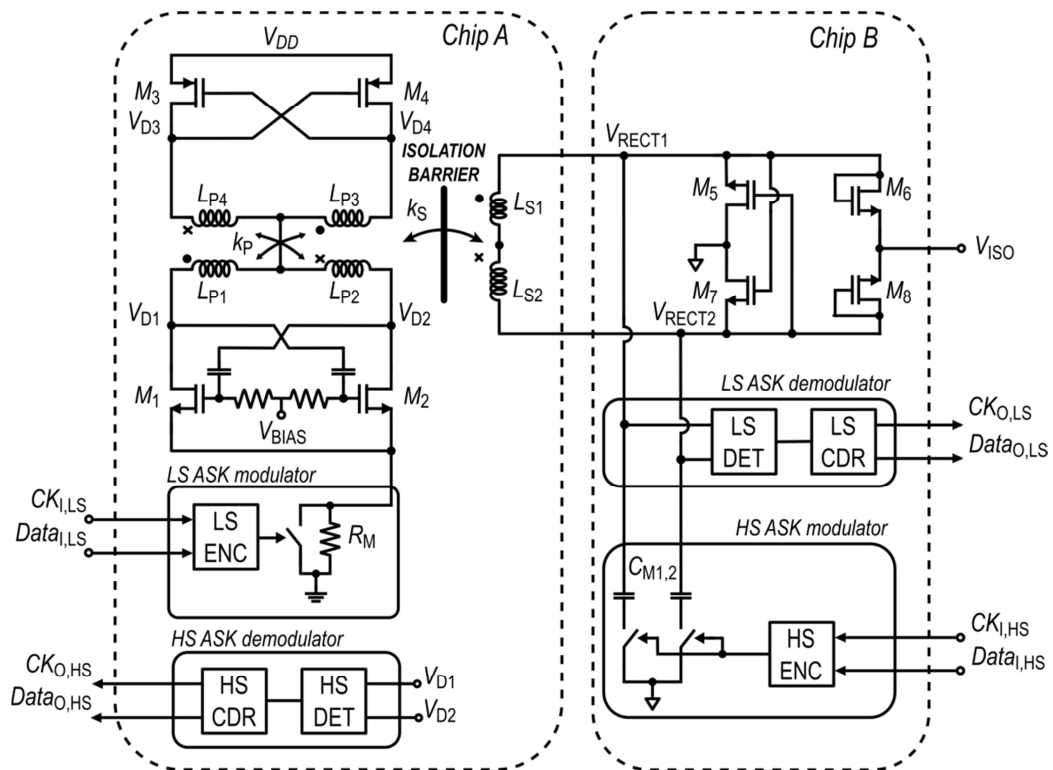 Chip A
Chip B
V_DD
M_3
M_4
V_D3
V_D4
ISOLATION
BARRIER
V_RECT1
L_P4
L_P3
k_P
k_S
L_S1
M_5
M_6
V_ISO
L_P1
L_P2
L_S2
M_7
M_8
V_D1
V_D2
V_RECT2
M_1
M_2
V_BIAS
LS ASK demodulator
LS
DET
LS
CDR
CK_O,LS
Data_O,LS
LS ASK modulator
CK_I,LS
Data_I,LS
LS
ENC
R_M
HS ASK modulator
C_M1,2
HS
ENC
CK_I,HS
Data_I,HS
HS ASK demodulator
CK_O,HS
Data_O,HS
HS
CDR
HS
DET
V_D1
V_D2